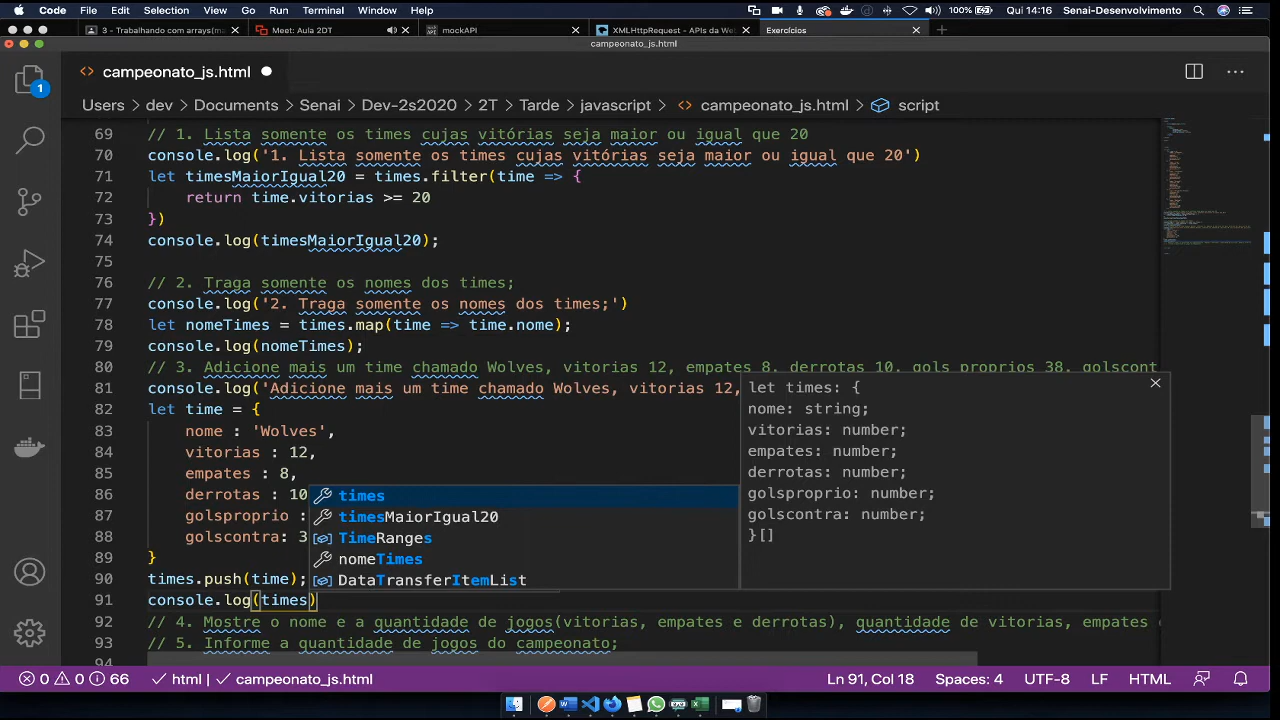 Code File Edit Selection View Go Run Terminal Window Help 100% Qui 14:16 Senai-Desenvolvimento
3 - Trabalhando com arrays(ma Meet: Aula 2DT mockAPI XMLHttpRequest - APIs da We Exercícios
campeonato_js.html
campeonato_js.html
1
Users > dev > Documents > Senai > Dev-2s2020 > 2T > Tarde > javascript > campeonato_js.html > script
69 // 1. Lista somente os times cujas vitórias seja maior ou igual que 20
70 console.log('1. Lista somente os times cujas vitórias seja maior ou igual que 20')
71 let timesMaiorIgual20 = times.filter(time => {
72 return time.vitorias >= 20
73 })
74 console.log(timesMaiorIgual20);
75
76 // 2. Traga somente os nomes dos times;
77 console.log('2. Traga somente os nomes dos times;')
78 let nomeTimes = times.map(time => time.nome);
79 console.log(nomeTimes);
80 // 3. Adicione mais um time chamado Wolves, vitorias 12, empates 8, derrotas 10, gols proprios 38, golscont
81 console.log('Adicione mais um time chamado Wolves, vitorias 12,
82 let time = {
83 nome : 'Wolves',
84 vitorias : 12,
85 empates : 8,
86 derrotas : 10
87 golsproprio :
88 golscontra: 3
89 }
90 times.push(time);
91 console.log(times)
92 // 4. Mostre o nome e a quantidade de jogos(vitorias, empates e derrotas), quantidade de vitorias, empates
93 // 5. Informe a quantidade de jogos do campeonato;
94
times
timesMaiorIgual20
TimeRanges
nomeTimes
DataTransferItemList
let times: {
nome: string;
vitorias: number;
empates: number;
derrotas: number;
golsproprio: number;
golscontra: number;
}[]
0 0 66 html | campeonato_js.html Ln 91, Col 18 Spaces: 4 UTF-8 LF HTML